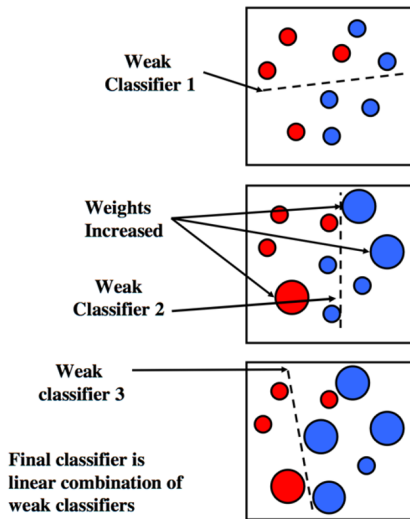 Weak
Classifier 1
Weights
Increased
Weak
Classifier 2
Weak
classifier 3
Final classifier is
linear combination of
weak classifiers